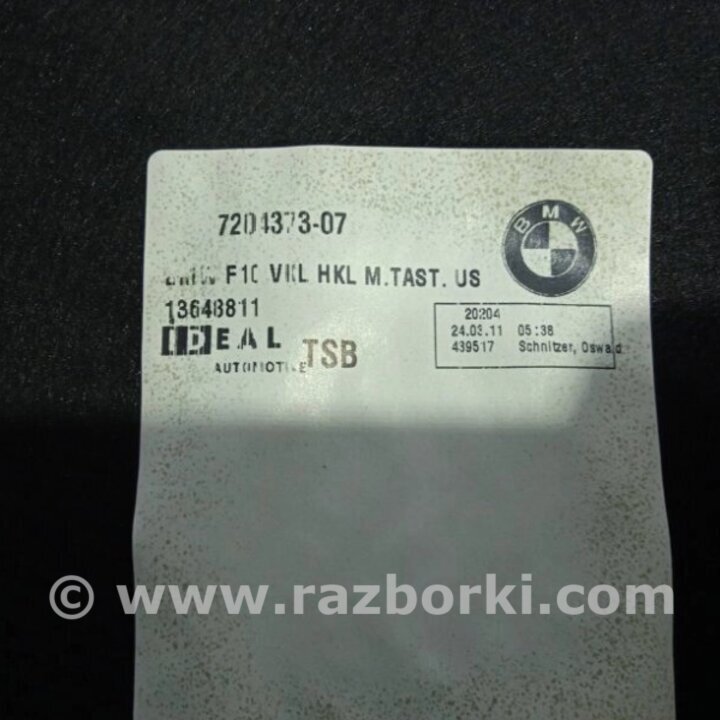 7204373-07
BMW
BMW F10 VKL HKL M.TAST. US
13648811
IDEAL
AUTOMOTIVE
TSB
20204
24.03.11 05:38
439517 Schnitzer, Oswald
© www.razborki.com